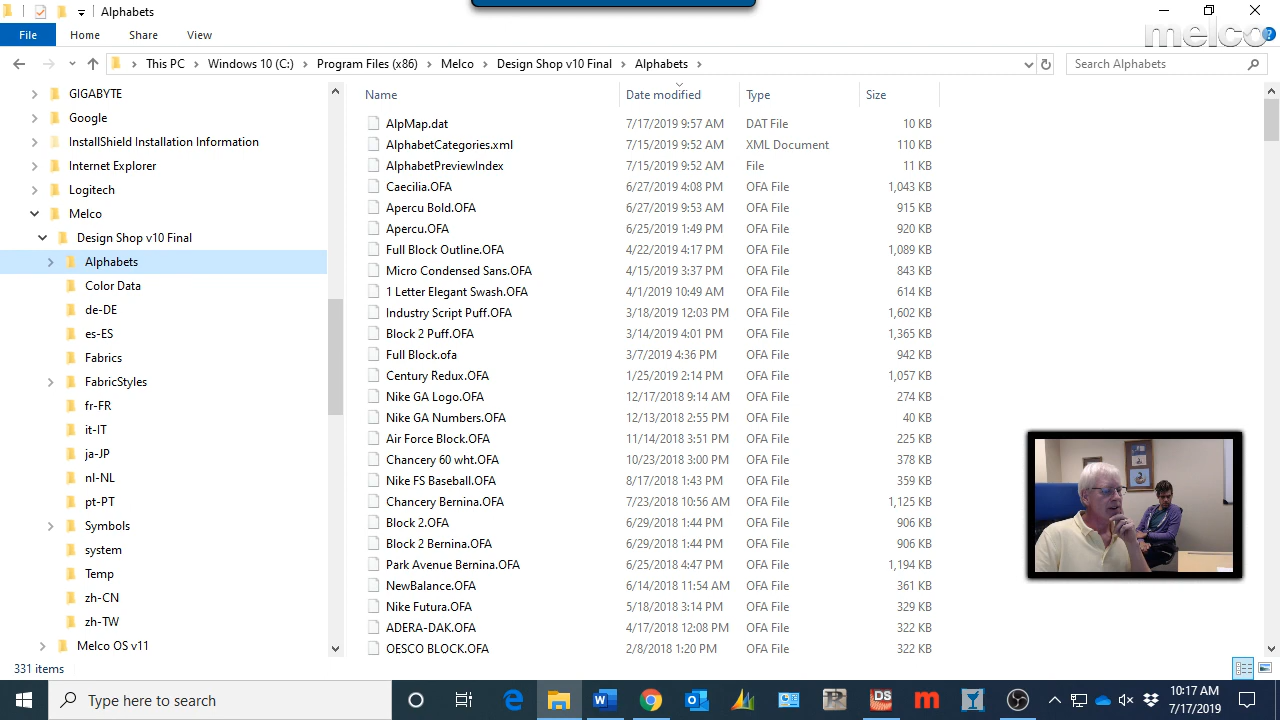 Alphabets
File Home Share View
melco
This PC Windows 10 (C:) Program Files (x86) Melco Design Shop v10 Final Alphabets
Search Alphabets
GIGABYTE
Google
InstallShield Installation Information
Internet Explorer
Logitech
Melco
Design Shop v10 Final
Alphabets
Color Data
de-DE
es-ES
Fabrics
FabricStyles
fr-FR
it-IT
ja-JP
nl-NL
pt-PT
Symbols
system
Temp
zh-CN
zh-TW
Melco OS v11
Name Date modified Type Size
AlpMap.dat 7/17/2019 9:57 AM DAT File 10 KB
AlphabetCategories.xml 7/15/2019 9:52 AM XML Document 110 KB
AlphabetPreviewIndex 7/15/2019 9:52 AM File 11 KB
Caecilia.OFA 6/27/2019 4:08 PM OFA File 1,043 KB
Apercu Bold.OFA 6/27/2019 9:53 AM OFA File 915 KB
Apercu.OFA 6/25/2019 1:49 PM OFA File 920 KB
Full Block Outline.OFA 4/22/2019 4:17 PM OFA File 1,089 KB
Micro Condensed Sans.OFA 4/15/2019 3:37 PM OFA File 843 KB
1 Letter Elegant Swash.OFA 4/1/2019 10:49 AM OFA File 614 KB
Industry Script Puff.OFA 3/18/2019 12:03 PM OFA File 1,602 KB
Block 2 Puff.OFA 3/14/2019 4:01 PM OFA File 1,365 KB
Full Block.ofa 3/7/2019 4:36 PM OFA File 942 KB
Century Redux.OFA 1/25/2019 2:14 PM OFA File 1,057 KB
Nike GA Logo.OFA 12/17/2018 9:14 AM OFA File 274 KB
Nike GA Numbers.OFA 12/13/2018 2:55 PM OFA File 40 KB
Air Force Block.OFA 11/14/2018 3:51 PM OFA File 225 KB
Chancery 60 wht.OFA 10/23/2018 3:00 PM OFA File 378 KB
Nike FS Baseball.OFA 8/17/2018 1:43 PM OFA File 359 KB
Chancery Bernina.OFA 7/23/2018 10:56 AM OFA File 1,125 KB
Block 2.OFA 6/29/2018 1:44 PM OFA File 906 KB
Block 2 Bernina.OFA 6/29/2018 1:44 PM OFA File 906 KB
Park Avenue Bernina.OFA 6/25/2018 4:47 PM OFA File 1,194 KB
NewBalance.OFA 6/14/2018 11:54 AM OFA File 361 KB
Nike Futura.OFA 5/18/2018 3:14 PM OFA File 329 KB
ADERA-DAK.OFA 4/17/2018 12:08 PM OFA File 322 KB
OESCO BLOCK.OFA 2/8/2018 1:20 PM OFA File 322 KB
331 items
Type here to search
DS
10:17 AM
7/17/2019